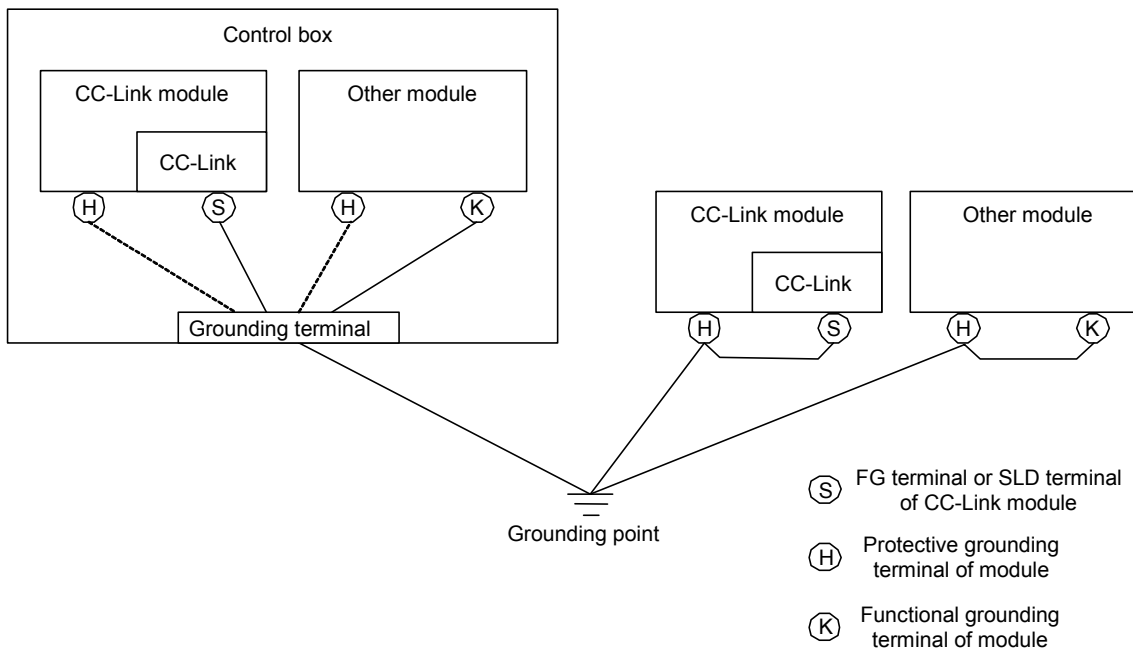 Control box
CC-Link module
CC-Link
H
S
Other module
H
K
Grounding terminal
CC-Link module
CC-Link
H
S
Other module
H
K
Grounding point
S FG terminal or SLD terminal
of CC-Link module
H Protective grounding
terminal of module
K Functional grounding
terminal of module